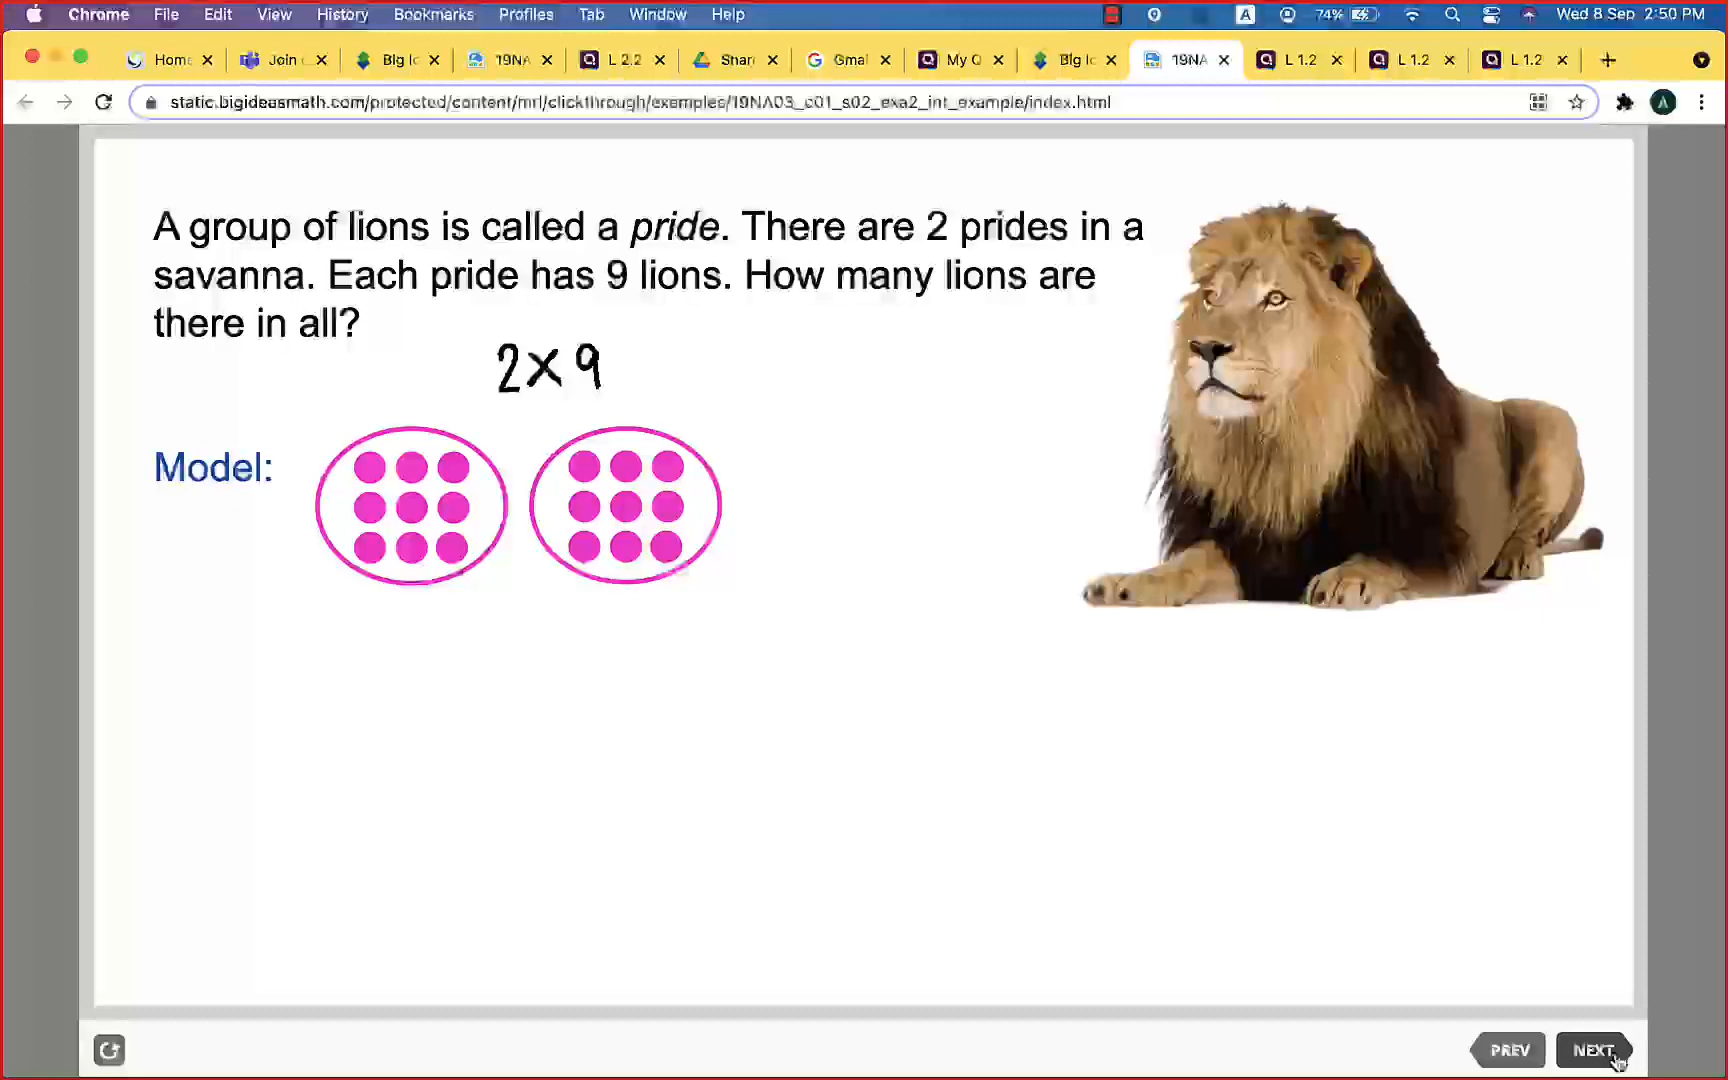 Chrome File Edit View History Bookmarks Profiles Tab Window Help A 74% Wed 8 Sep 2:50 PM
Home Join Big Ic 19NA L 2.2 Shar Gmai My Q Big Ic 19NA L 1.2 L 1.2 L 1.2
static.bigideasmath.com/protected/content/mrl/clickthrough/examples/19NA03_c01_s02_exa2_int_example/index.html A
A group of lions is called a pride. There are 2 prides in a
savanna. Each pride has 9 lions. How many lions are
there in all?
2×9
Model:
PREV NEXT